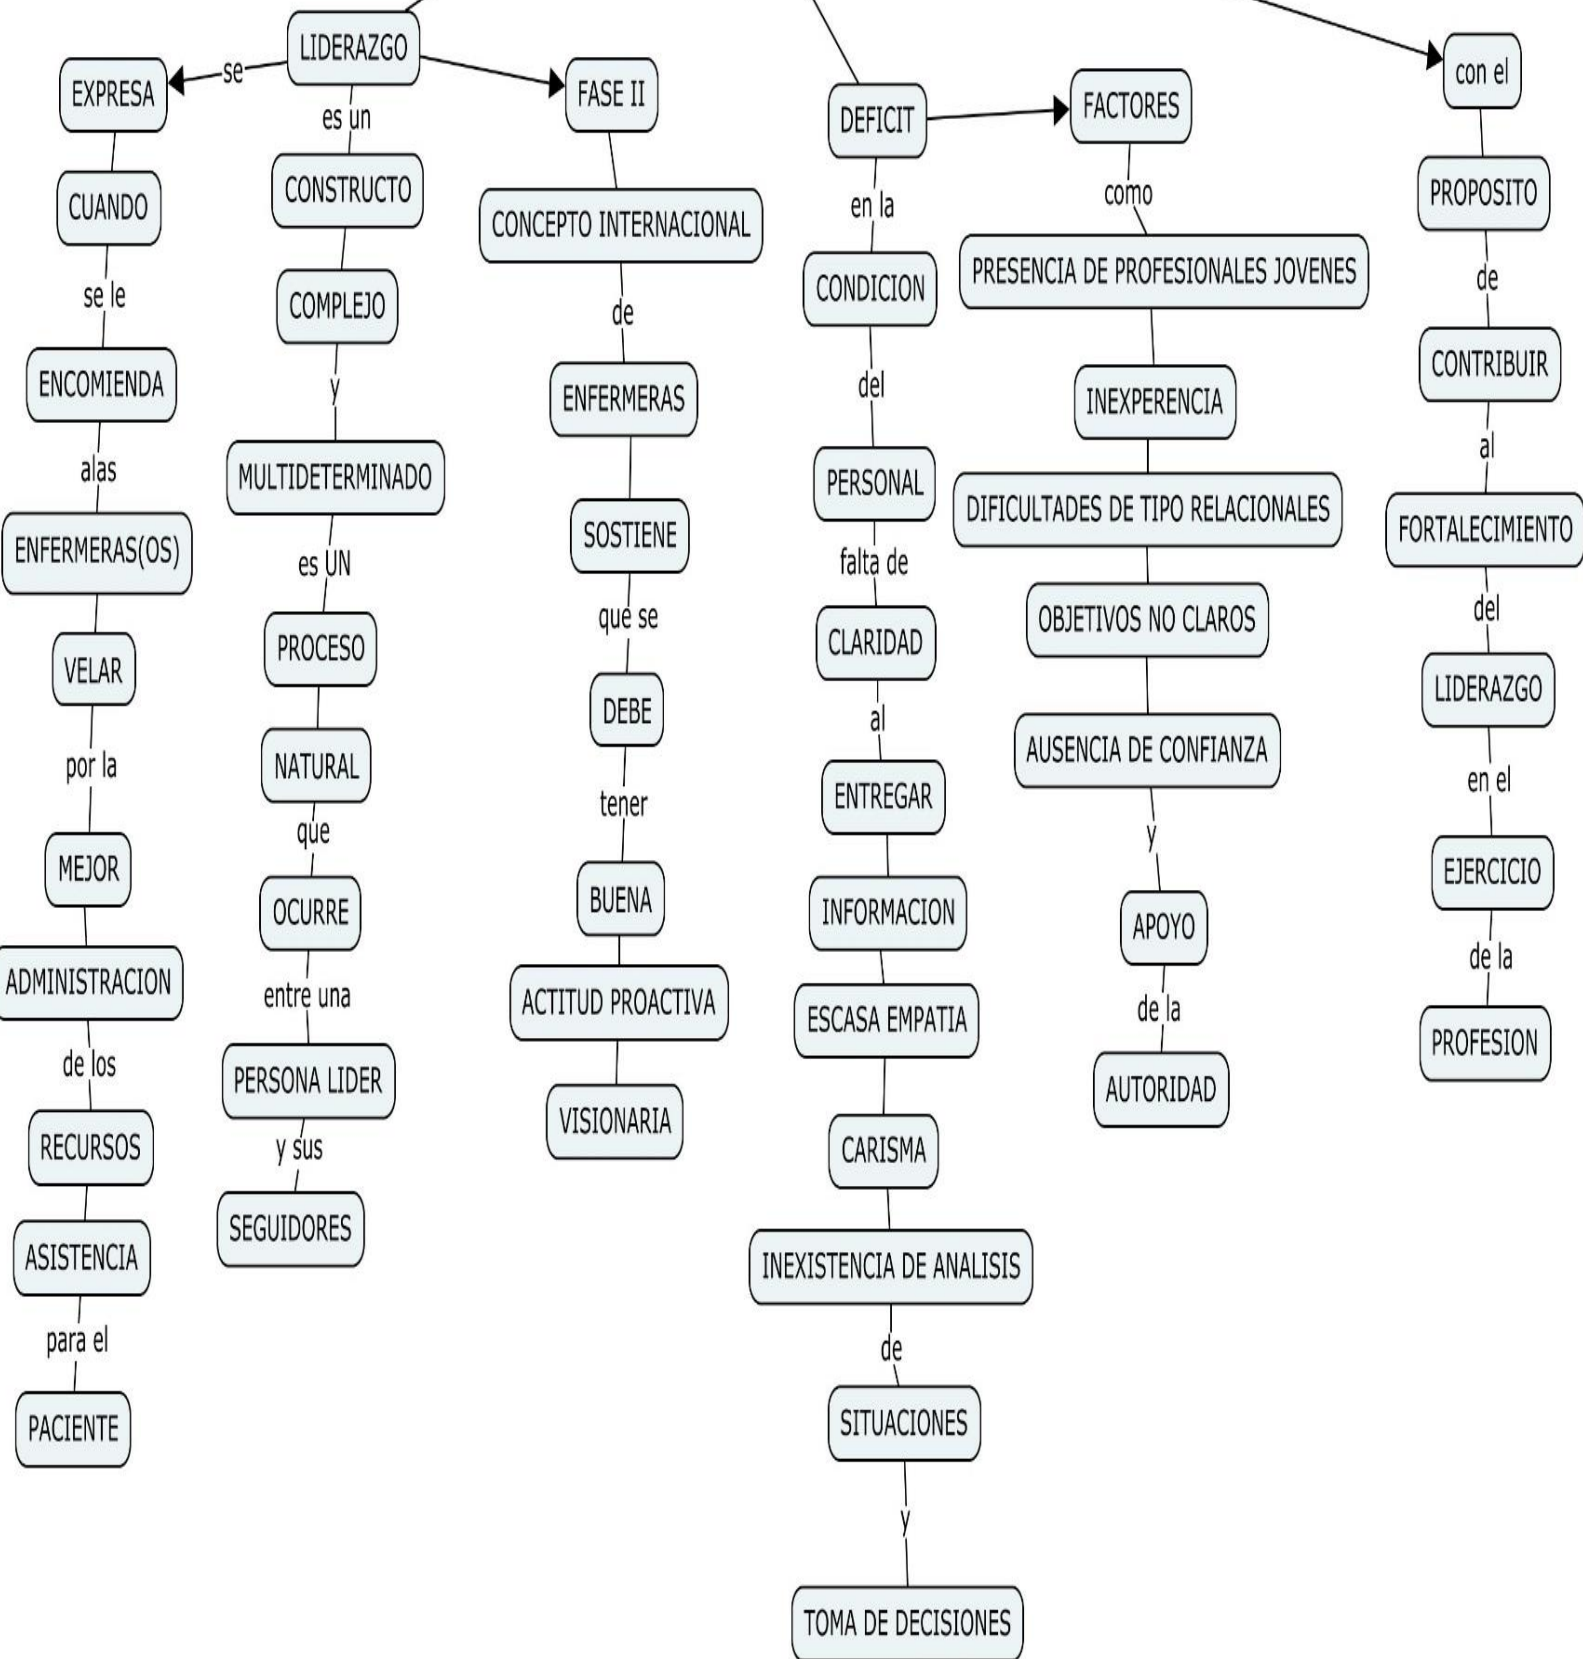 LIDERAZGO
se
EXPRESA
CUANDO
se le
ENCOMIENDA
alas
ENFERMERAS(OS)
VELAR
por la
MEJOR
ADMINISTRACION
de los
RECURSOS
ASISTENCIA
para el
PACIENTE
es un
CONSTRUCTO
COMPLEJO
y
MULTIDETERMINADO
es UN
PROCESO
NATURAL
que
OCURRE
entre una
PERSONA LIDER
y sus
SEGUIDORES
FASE II
CONCEPTO INTERNACIONAL
de
ENFERMERAS
SOSTIENE
que se
DEBE
tener
BUENA
ACTITUD PROACTIVA
VISIONARIA
DEFICIT
en la
CONDICION
del
PERSONAL
falta de
CLARIDAD
al
ENTREGAR
INFORMACION
ESCASA EMPATIA
CARISMA
INEXISTENCIA DE ANALISIS
de
SITUACIONES
y
TOMA DE DECISIONES
FACTORES
como
PRESENCIA DE PROFESIONALES JOVENES
INEXPERENCIA
DIFICULTADES DE TIPO RELACIONALES
OBJETIVOS NO CLAROS
AUSENCIA DE CONFIANZA
y
APOYO
de la
AUTORIDAD
con el
PROPOSITO
de
CONTRIBUIR
al
FORTALECIMIENTO
del
LIDERAZGO
en el
EJERCICIO
de la
PROFESION